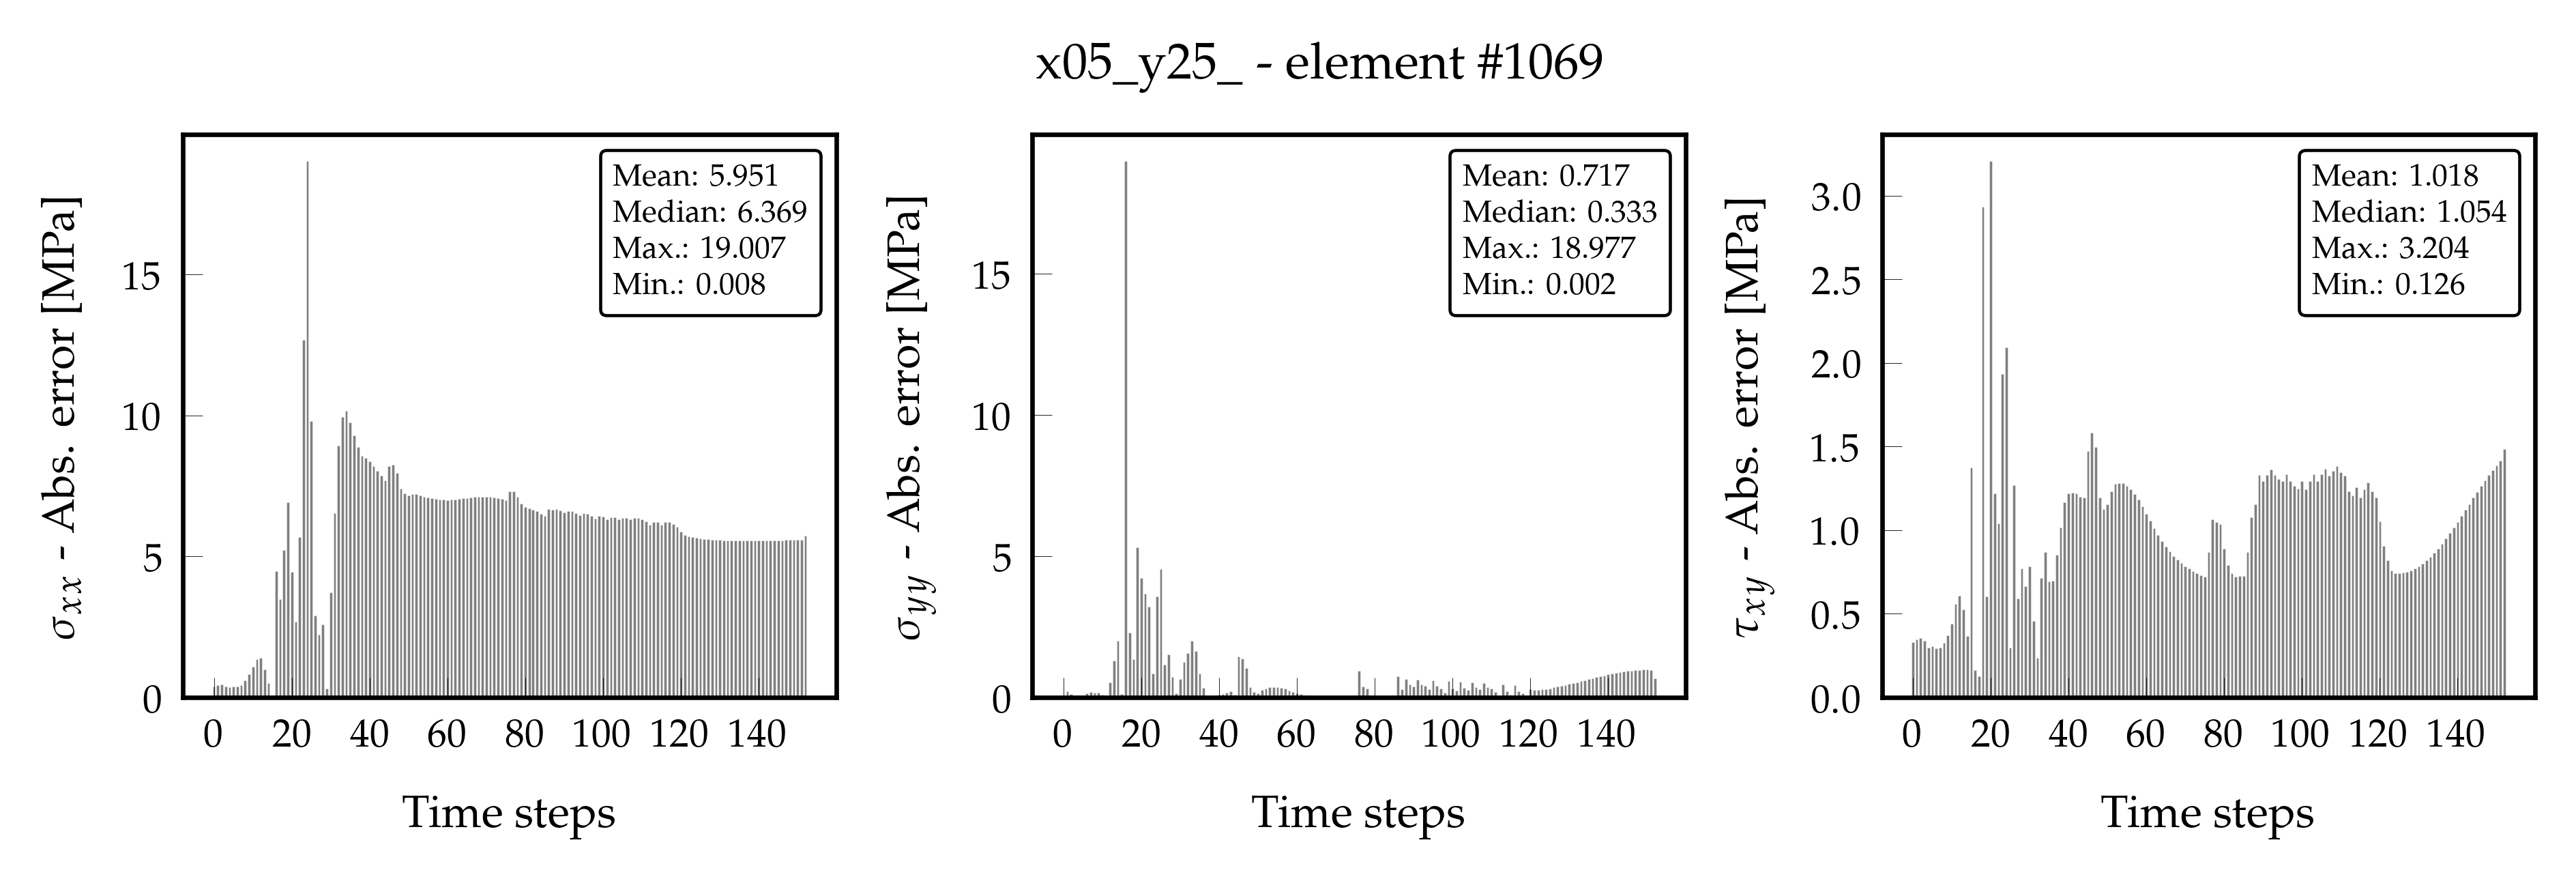 x05_y25_ - element #1069
σxx - Abs. error [MPa]
15
10
5
0
0 20 40 60 80 100 120 140
Time steps
Mean: 5.951
Median: 6.369
Max.: 19.007
Min.: 0.008
σyy - Abs. error [MPa]
15
10
5
0
0 20 40 60 80 100 120 140
Time steps
Mean: 0.717
Median: 0.333
Max.: 18.977
Min.: 0.002
τxy - Abs. error [MPa]
3.0
2.5
2.0
1.5
1.0
0.5
0.0
0 20 40 60 80 100 120 140
Time steps
Mean: 1.018
Median: 1.054
Max.: 3.204
Min.: 0.126